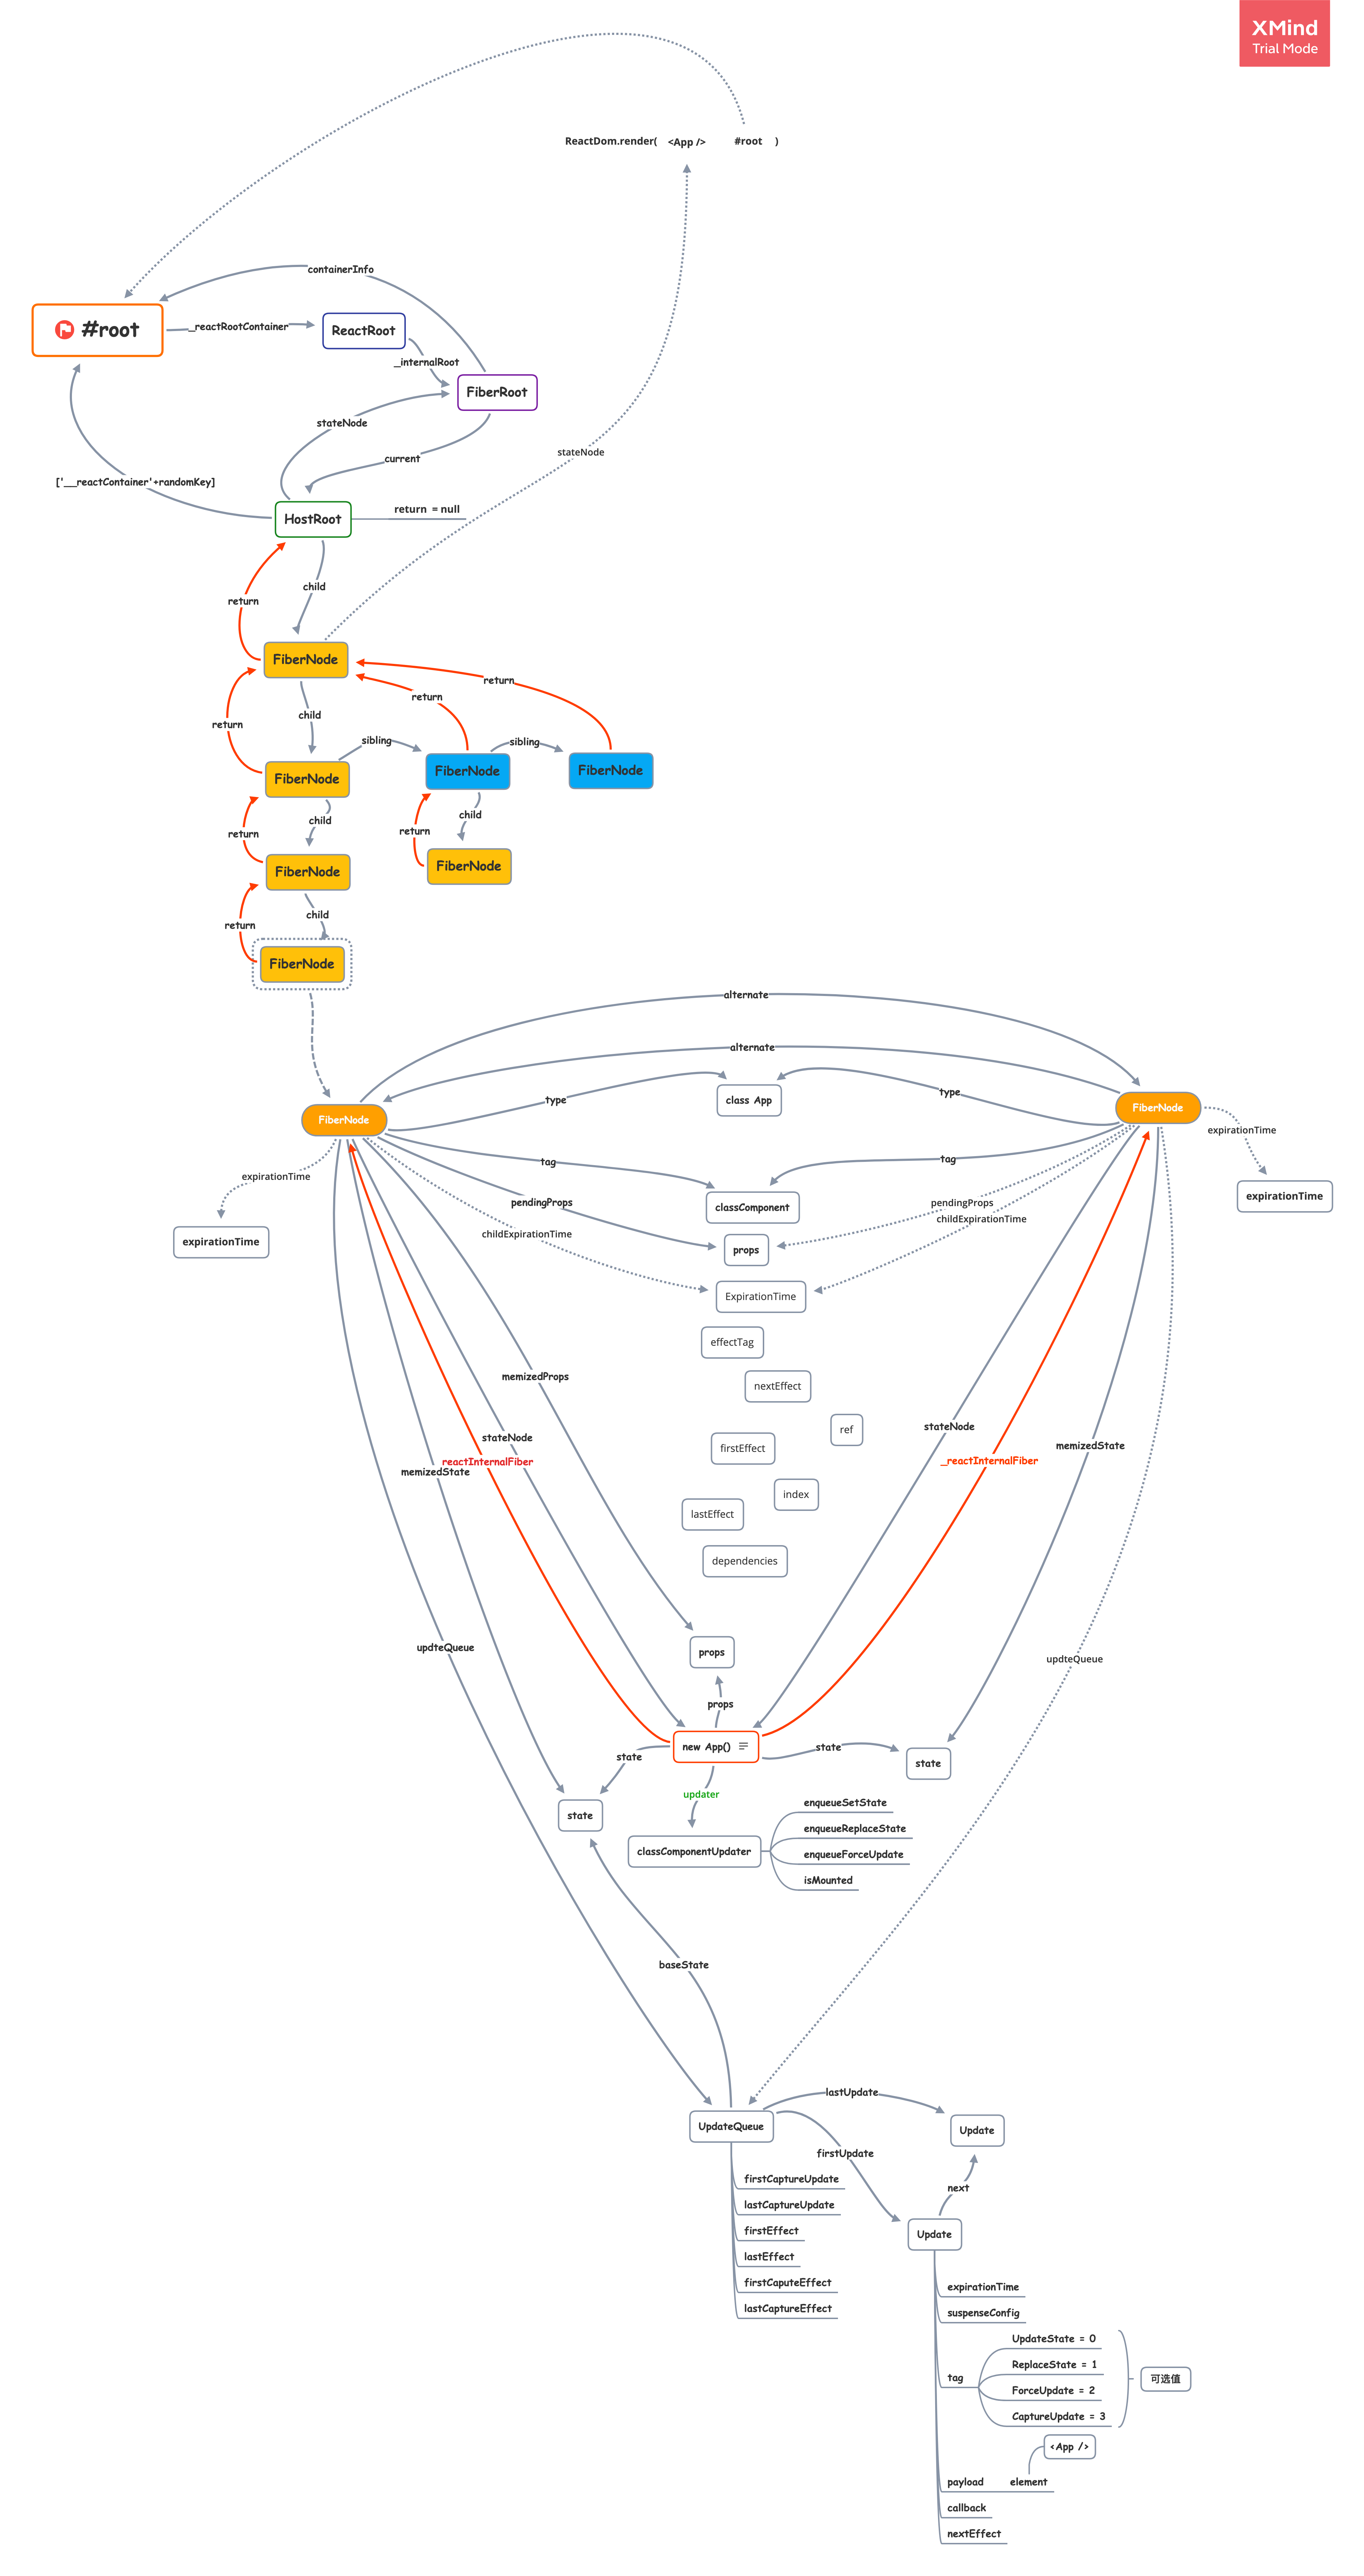 XMind
Trial Mode
ReactDom.render( <App /> #root )
containerInfo
#root
_reactRootContainer
ReactRoot
_internalRoot
FiberRoot
stateNode
current
stateNode
['__reactContainer'+randomKey]
HostRoot
return = null
child
return
FiberNode
return
return
child
return
sibling
sibling
FiberNode
FiberNode
FiberNode
child
child
return
return
FiberNode
FiberNode
child
return
FiberNode
alternate
alternate
type
class App
type
FiberNode
FiberNode
expirationTime
tag
tag
expirationTime
expirationTime
pendingProps
classComponent
pendingProps
childExpirationTime
childExpirationTime
expirationTime
props
ExpirationTime
effectTag
memizedProps
nextEffect
ref
stateNode
stateNode
firstEffect
memizedState
reactInternalFiber
_reactInternalFiber
memizedState
index
lastEffect
dependencies
updteQueue
props
updteQueue
props
new App()
state
state
state
updater
state
classComponentUpdater
enqueueSetState
enqueueReplaceState
enqueueForceUpdate
isMounted
baseState
lastUpdate
UpdateQueue
Update
firstUpdate
firstCaptureUpdate
next
lastCaptureUpdate
firstEffect
Update
lastEffect
firstCaputeEffect
lastCaptureEffect
expirationTime
suspenseConfig
tag
UpdateState = 0
ReplaceState = 1
ForceUpdate = 2
CaptureUpdate = 3
可选值
<App />
payload
element
callback
nextEffect